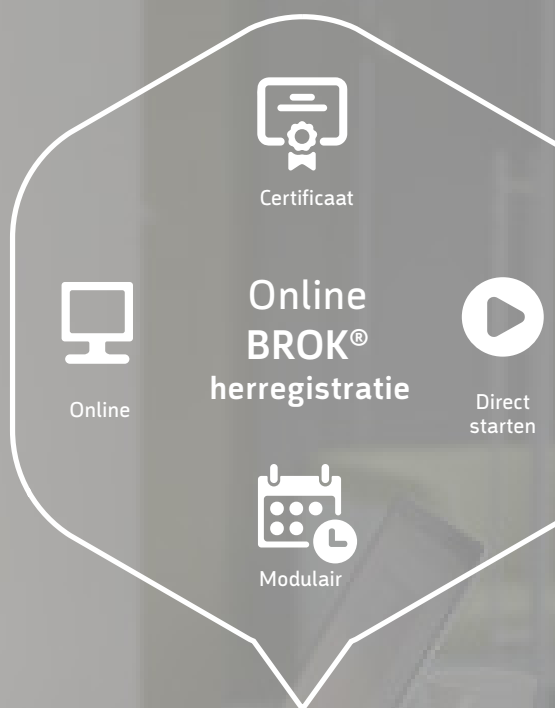 Certificaat
Online
BROK®
herregistratie
Online
Direct
starten
Modulair